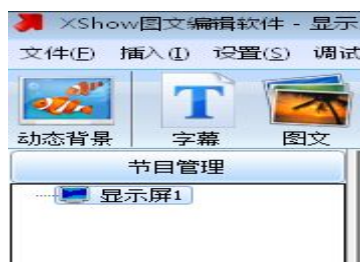 XShow图文编辑软件 - 显示
文件(F) 插入(I) 设置(S) 调试
T
动态背景 字幕 图文
节目管理
显示屏1